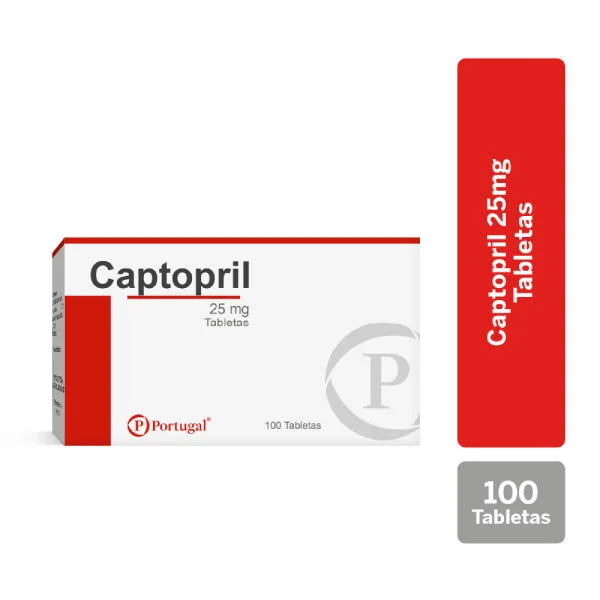 Captopril
25 mg
Tabletas
P Portugal®
100 Tabletas
P
Captopril 25mg
Tabletas
100
Tabletas